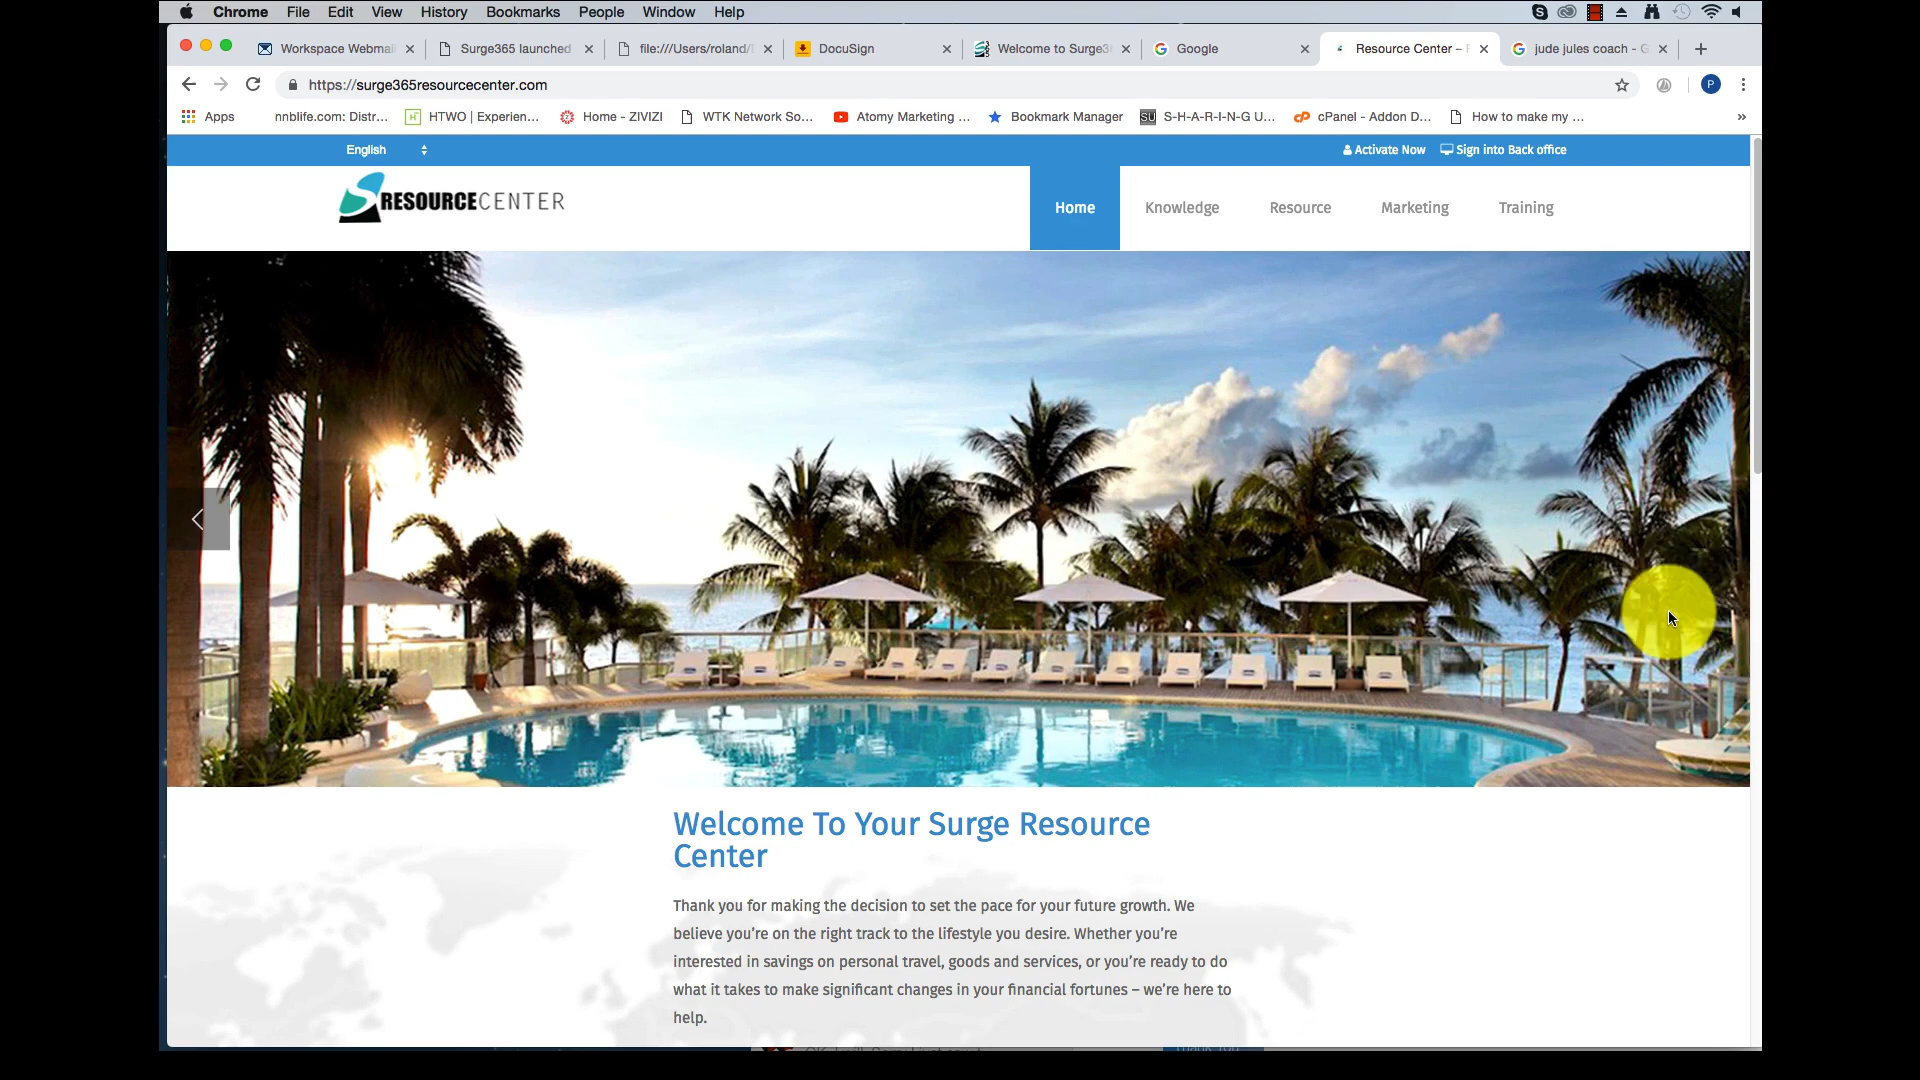 Chrome File Edit View History Bookmarks People Window Help
Workspace Webmai
Surge365 launched
file:///Users/roland/
DocuSign
Welcome to Surge3
Google
Resource Center –
jude jules coach - G
https://surge365resourcecenter.com
P
Apps
nnblife.com: Distr...
HTWO | Experien...
Home - ZIVIZI
WTK Network So...
Atomy Marketing ...
Bookmark Manager
S-H-A-R-I-N-G U...
cPanel - Addon D...
How to make my ...
English
Activate Now
Sign into Back office
RESOURCECENTER
Home
Knowledge
Resource
Marketing
Training
Welcome To Your Surge Resource
Center
Thank you for making the decision to set the pace for your future growth. We
believe you're on the right track to the lifestyle you desire. Whether you're
interested in savings on personal travel, goods and services, or you're ready to do
what it takes to make significant changes in your financial fortunes – we're here to
help.